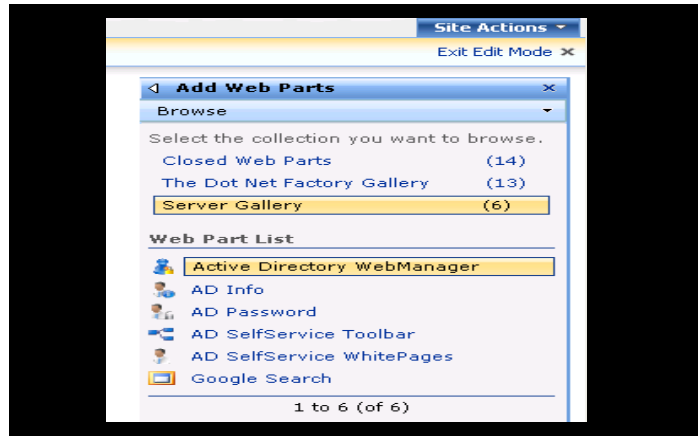 Site Actions
Exit Edit Mode ×
Add Web Parts ×
Browse
Select the collection you want to browse.
Closed Web Parts (14)
The Dot Net Factory Gallery (13)
Server Gallery (6)
Web Part List
Active Directory WebManager
AD Info
AD Password
AD SelfService Toolbar
AD SelfService WhitePages
Google Search
1 to 6 (of 6)